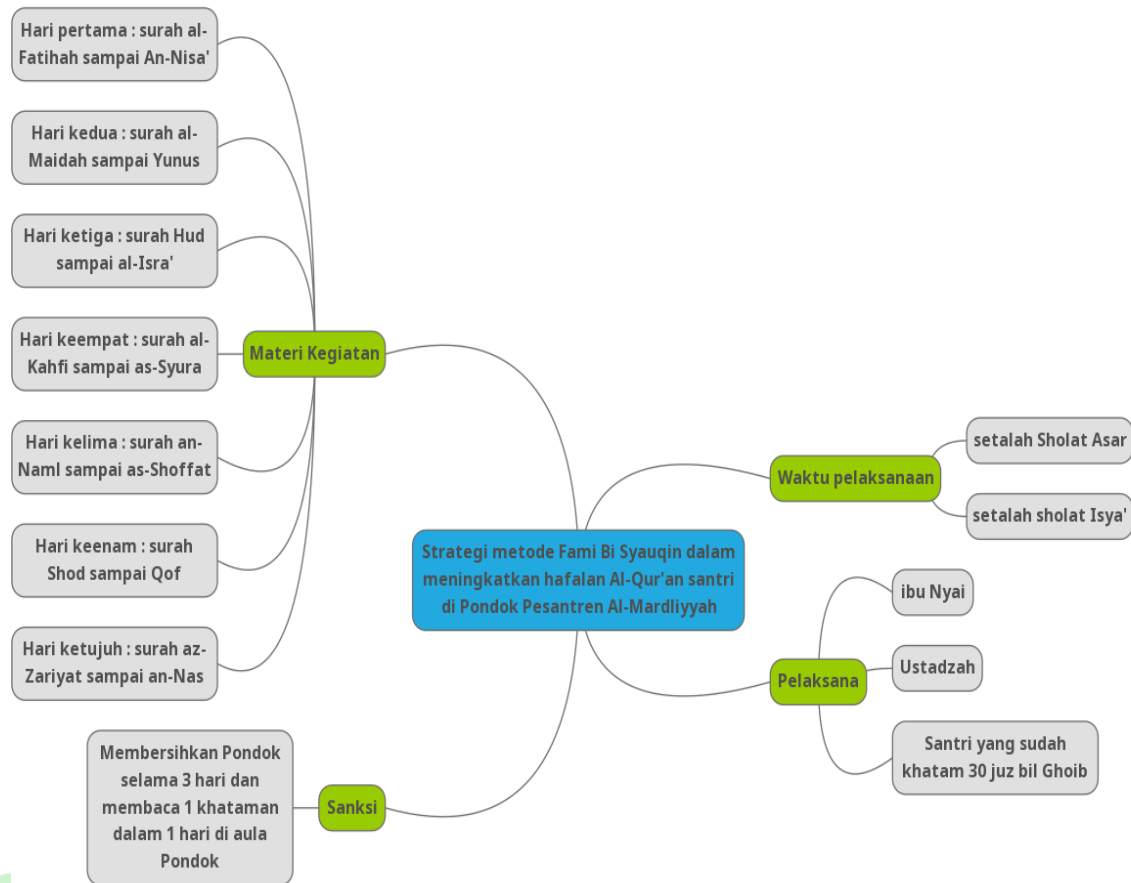 Hari pertama : surah al-
Fatihah sampai An-Nisa'
Hari kedua : surah al-
Maidah sampai Yunus
Hari ketiga : surah Hud
sampai al-Isra'
Hari keempat : surah al-
Kahfi sampai as-Syura
Hari kelima : surah an-
Naml sampai as-Shoffat
Hari keenam : surah
Shod sampai Qof
Hari ketujuh : surah az-
Zariyat sampai an-Nas
Materi Kegiatan
Membersihkan Pondok
selama 3 hari dan
membaca 1 khataman
dalam 1 hari di aula
Pondok
Sanksi
Strategi metode Fami Bi Syauqin dalam
meningkatkan hafalan Al-Qur'an santri
di Pondok Pesantren Al-Mardliyyah
Waktu pelaksanaan
setalah Sholat Asar
setalah sholat Isya'
Pelaksana
ibu Nyai
Ustadzah
Santri yang sudah
khatam 30 juz bil Ghoib